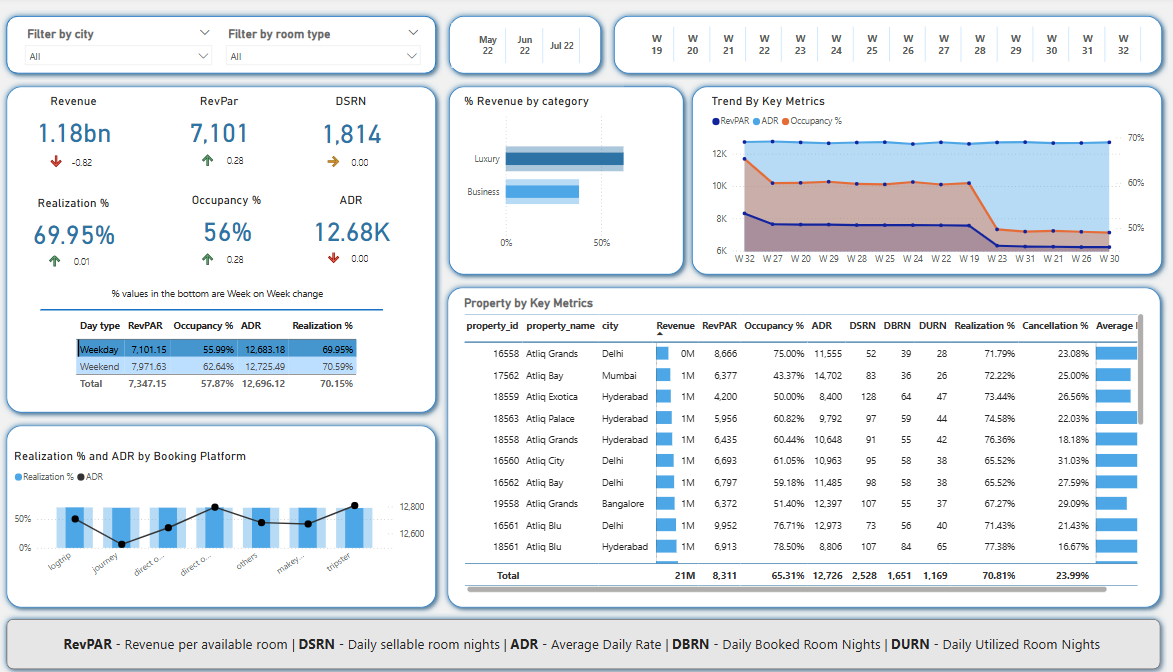 Filter by city
All
Filter by room type
All
May 22
Jun 22
Jul 22
W 19
W 20
W 21
W 22
W 23
W 24
W 25
W 26
W 27
W 28
W 29
W 30
W 31
W 32
Revenue RevPar DSRN
1.18bn 7,101 1,814
-0.82 0.28 0.00
Realization % Occupancy % ADR
69.95% 56% 12.68K
0.01 0.28 0.00
% values in the bottom are Week on Week change
Day type RevPAR Occupancy % ADR Realization %
Weekday 7,101.15 55.99% 12,683.18 69.95%
Weekend 7,971.63 62.64% 12,725.49 70.59%
Total 7,347.15 57.87% 12,696.12 70.15%
% Revenue by category
Luxury
Business
0% 50%
Trend By Key Metrics
RevPAR ADR Occupancy %
12K
10K
8K
6K
70%
60%
50%
W 32 W 27 W 20 W 29 W 28 W 25 W 24 W 22 W 19 W 23 W 31 W 21 W 26 W 30
Property by Key Metrics
property_id property_name city Revenue RevPAR Occupancy % ADR DSRN DBRN DURN Realization % Cancellation % Average
16558 Atliq Grands Delhi 0M 8,666 75.00% 11,555 52 39 28 71.79% 23.08%
17562 Atliq Bay Mumbai 1M 6,377 43.37% 14,702 83 36 26 72.22% 25.00%
18559 Atliq Exotica Hyderabad 1M 4,200 50.00% 8,400 128 64 47 73.44% 26.56%
18563 Atliq Palace Hyderabad 1M 5,956 60.82% 9,792 97 59 44 74.58% 22.03%
18558 Atliq Grands Hyderabad 1M 6,435 60.44% 10,648 91 55 42 76.36% 18.18%
16560 Atliq City Delhi 1M 6,693 61.05% 10,963 95 58 38 65.52% 31.03%
16562 Atliq Bay Delhi 1M 6,797 59.18% 11,485 98 58 38 65.52% 27.59%
19558 Atliq Grands Bangalore 1M 6,372 51.40% 12,397 107 55 37 67.27% 29.09%
16561 Atliq Blu Delhi 1M 9,952 76.71% 12,973 73 56 40 71.43% 21.43%
18561 Atliq Blu Hyderabad 1M 6,913 78.50% 8,806 107 84 65 77.38% 16.67%
Total 21M 8,311 65.31% 12,726 2,528 1,651 1,169 70.81% 23.99%
Realization % and ADR by Booking Platform
Realization % ADR
50%
0%
12,800
12,600
logtrip journey direct o... direct o... others makey... tripster
RevPAR - Revenue per available room | DSRN - Daily sellable room nights | ADR - Average Daily Rate | DBRN - Daily Booked Room Nights | DURN - Daily Utilized Room Nights